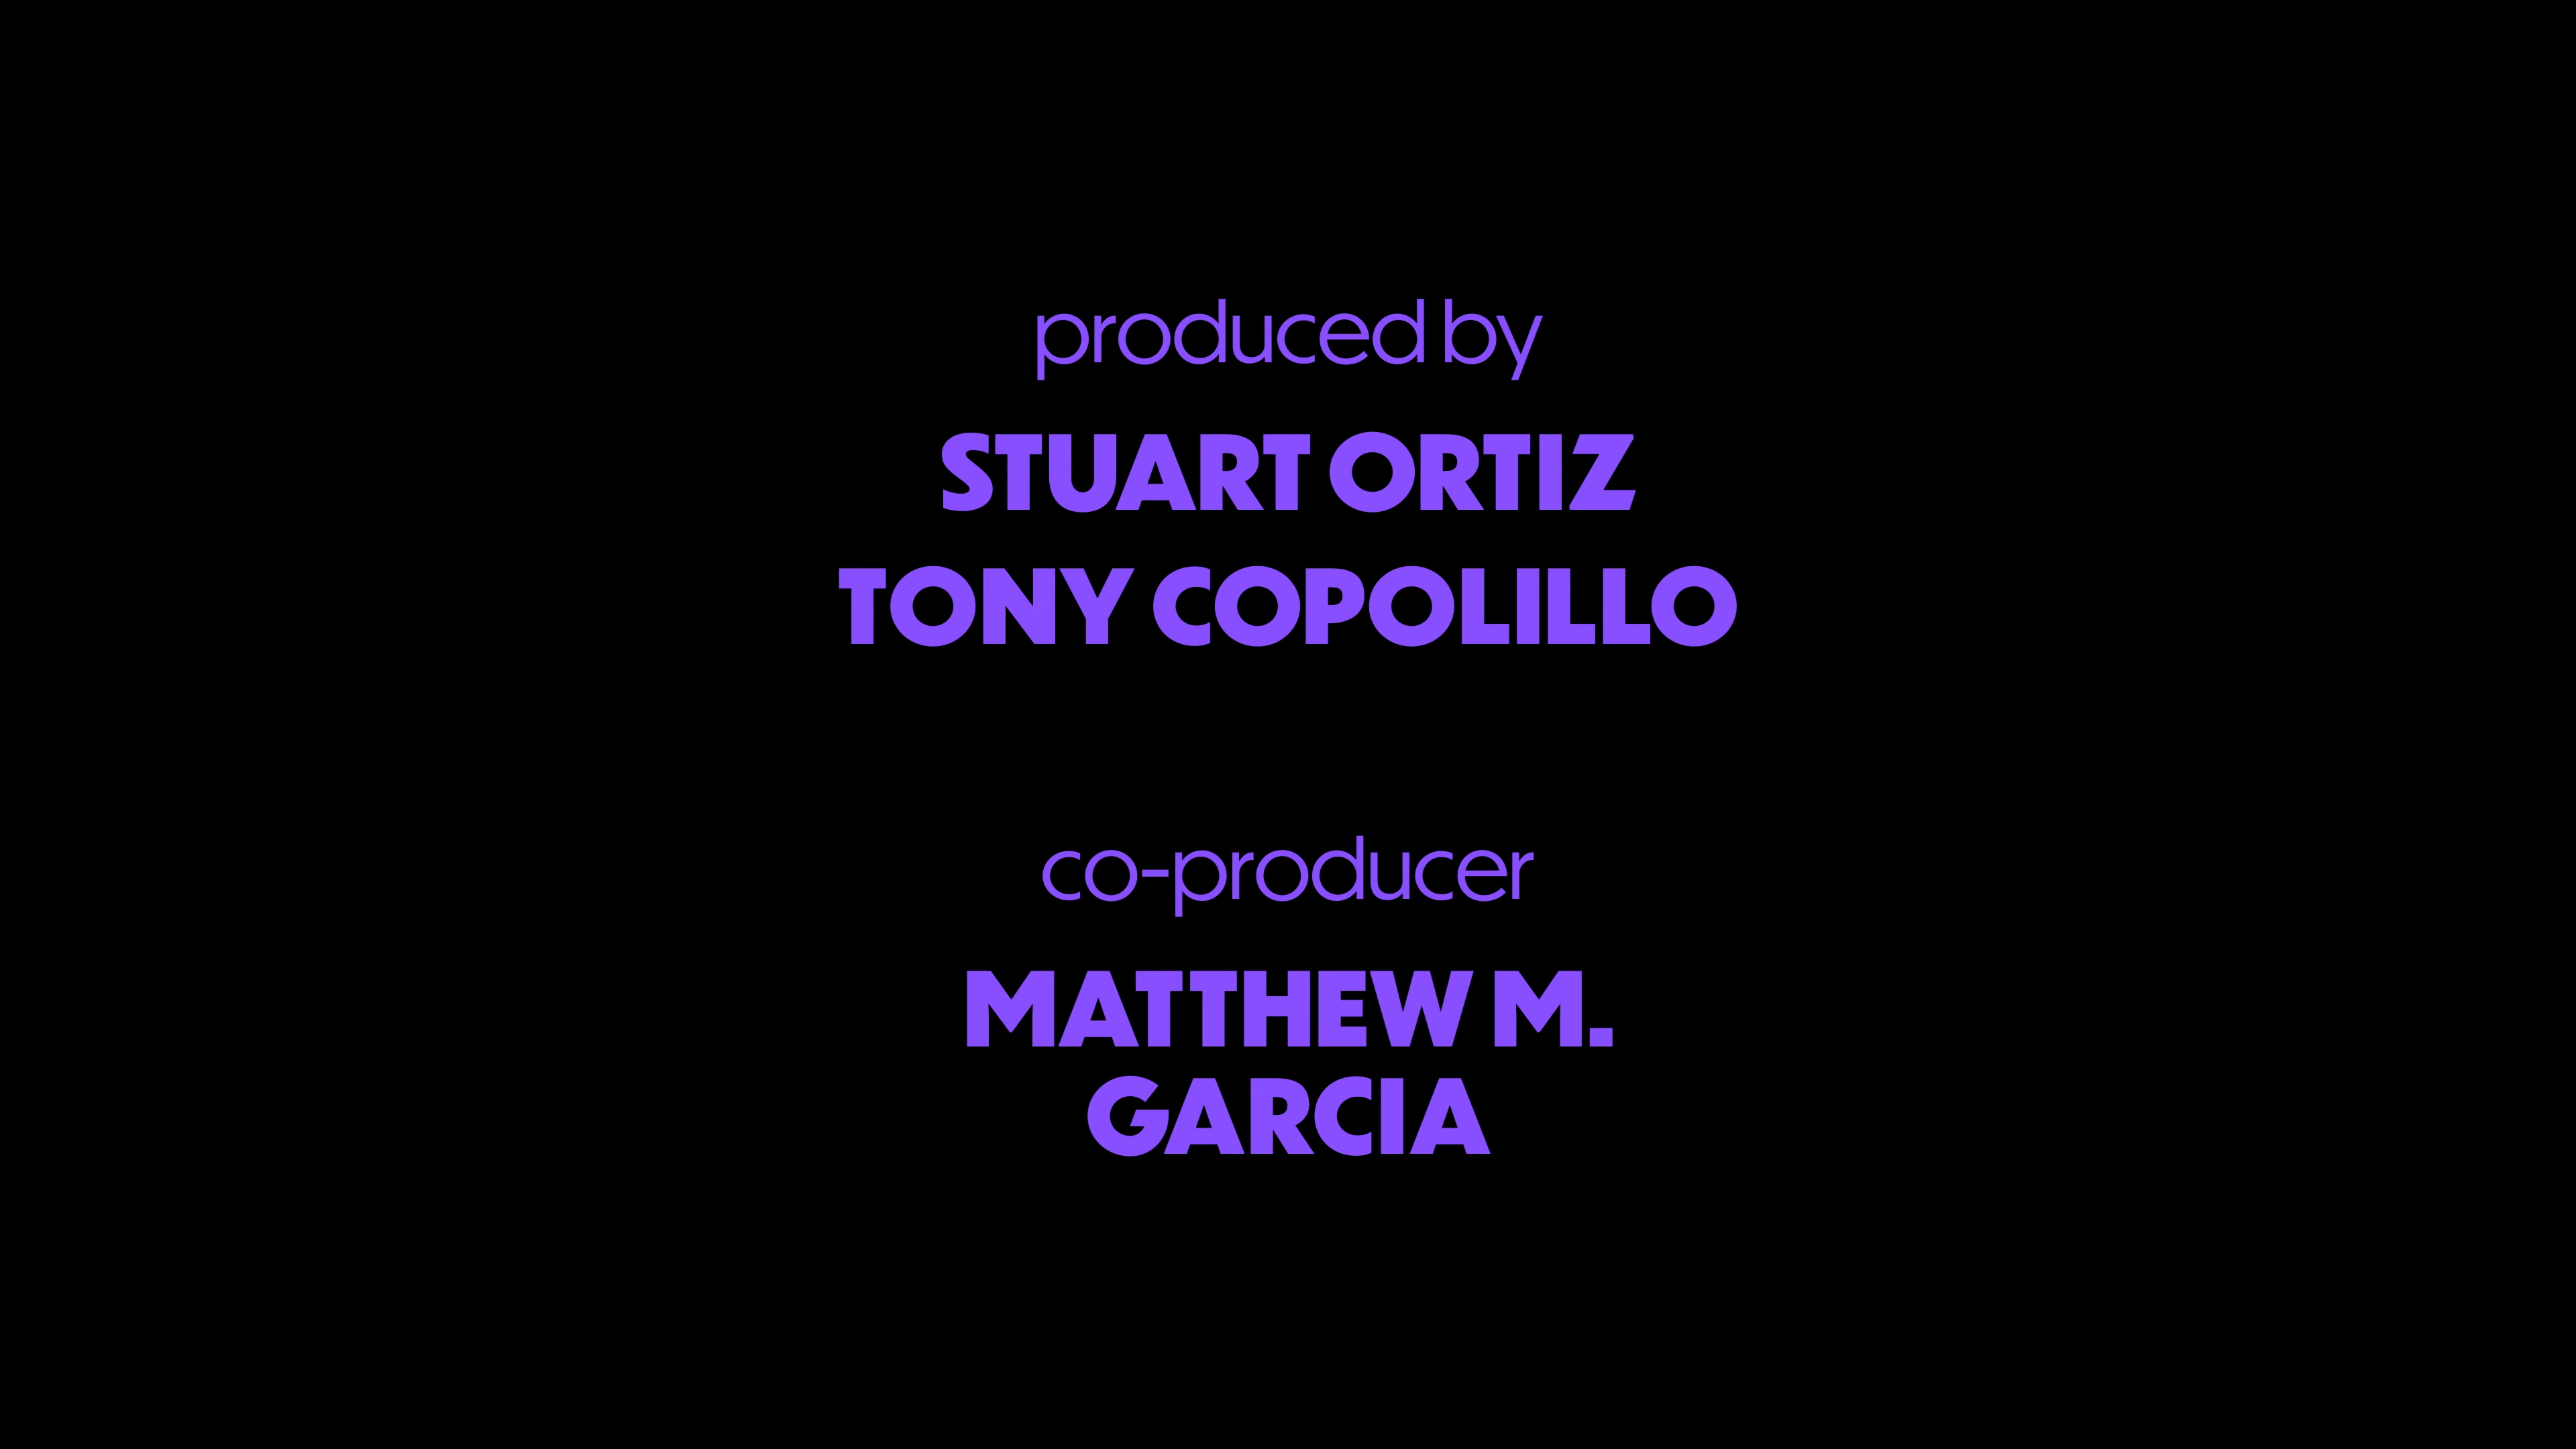 produced by
STUART ORTIZ
TONY COPOLILLO
co-producer
MATTHEW M.
GARCIA